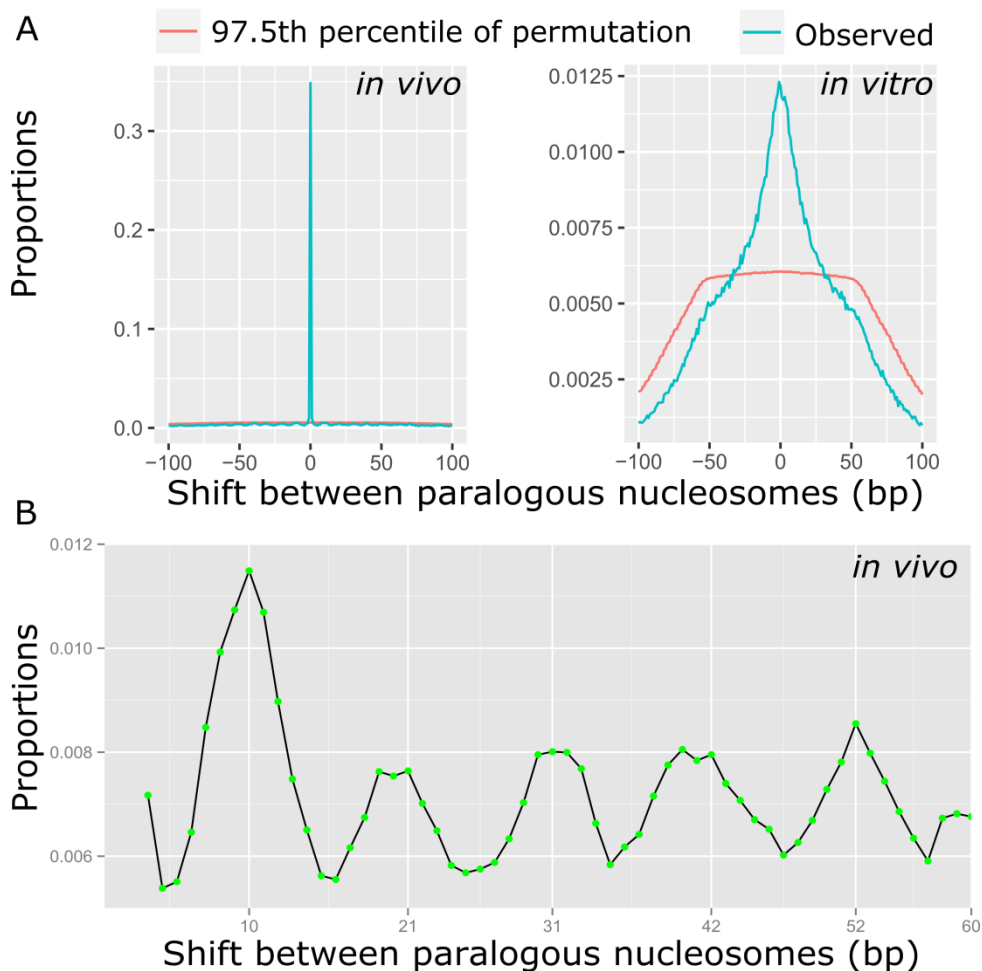 A
97.5th percentile of permutation
Observed
in vivo
in vitro
Proportions
0.3
0.2
0.1
0.0
0.0125
0.0100
0.0075
0.0050
0.0025
−100 −50 0 50 100
−100 −50 0 50 100
Shift between paralogous nucleosomes (bp)
B
in vivo
Proportions
0.012
0.010
0.008
0.006
10 21 31 42 52 60
Shift between paralogous nucleosomes (bp)